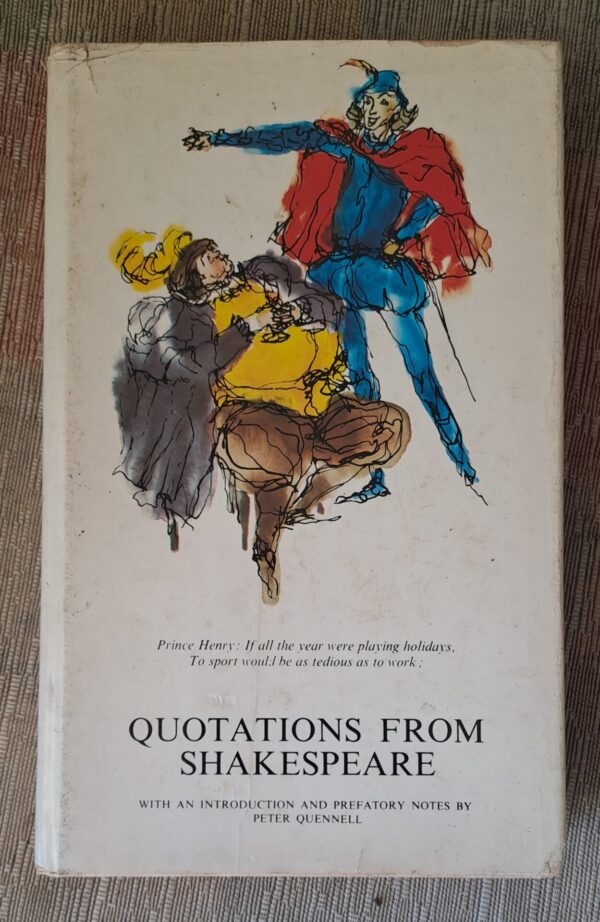 Prince Henry: If all the year were playing holidays,
To sport would be as tedious as to work;
QUOTATIONS FROM
SHAKESPEARE
WITH AN INTRODUCTION AND PREFATORY NOTES BY
PETER QUENNELL